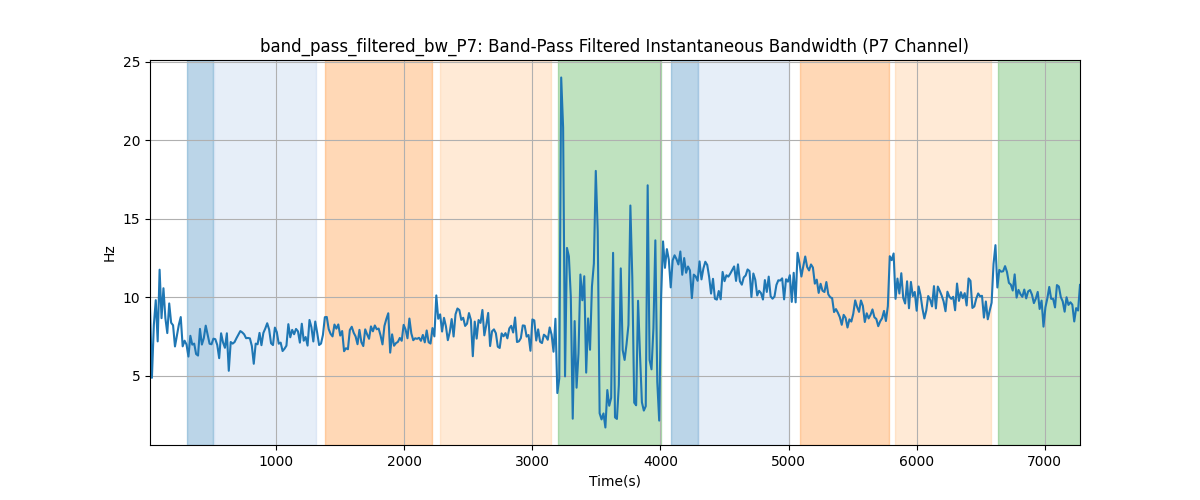 band_pass_filtered_bw_P7: Band-Pass Filtered Instantaneous Bandwidth (P7 Channel)
25
20
15
10
5
Hz
1000 2000 3000 4000 5000 6000 7000
Time(s)